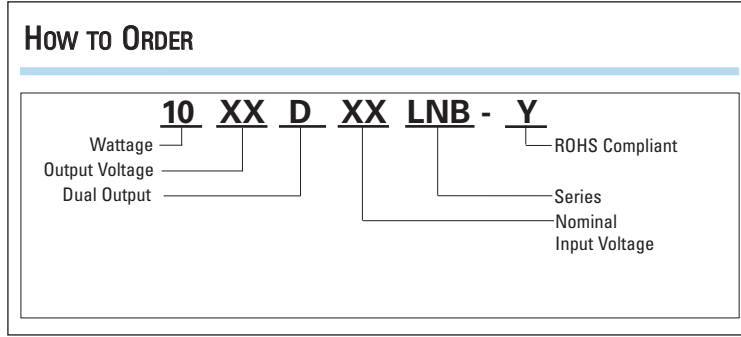 HOW TO ORDER
10 XX D XX LNB - Y
Wattage
Output Voltage
Dual Output
ROHS Compliant
Series
Nominal
Input Voltage